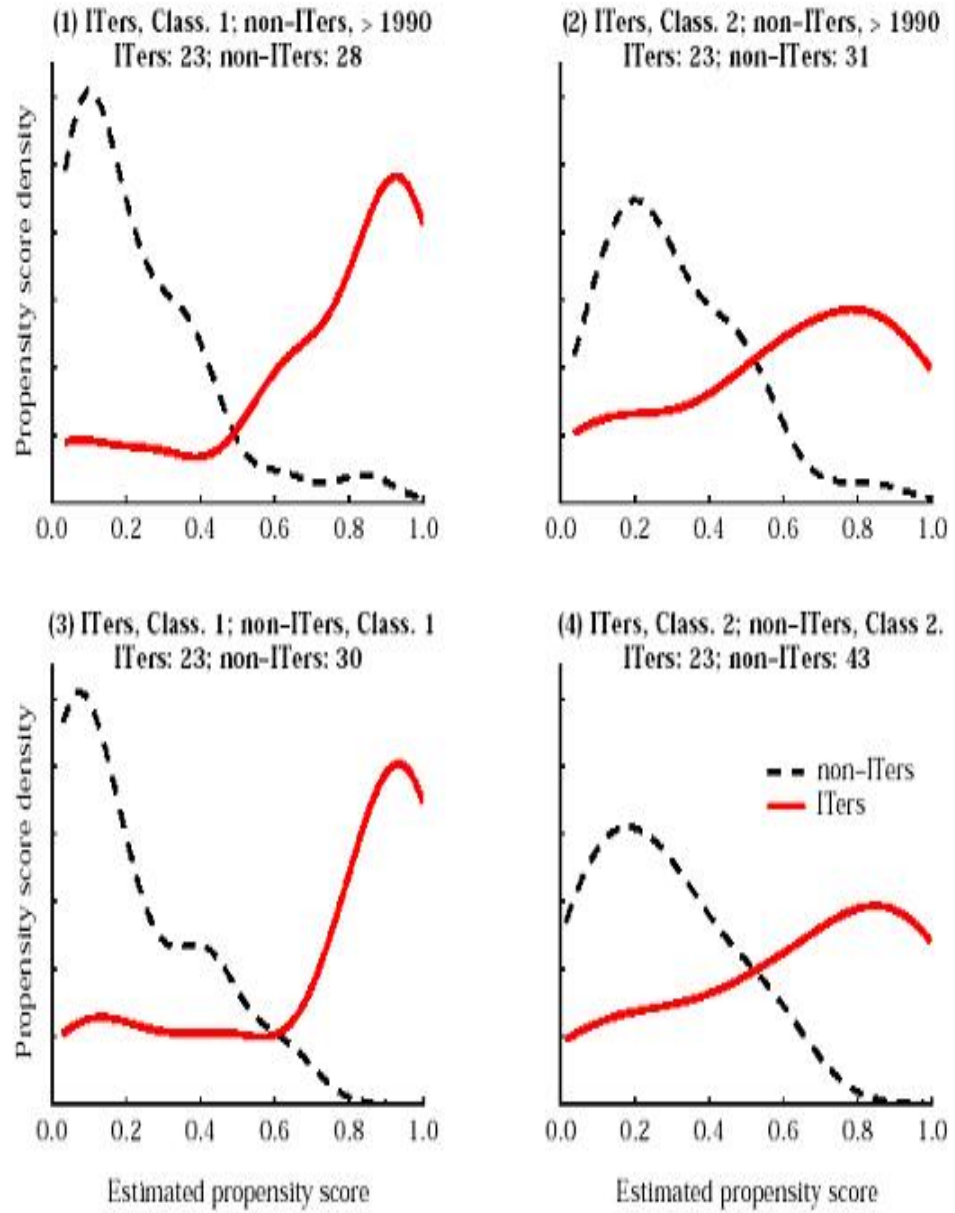 (1) ITers, Class. 1; non-ITers, > 1990
ITers: 23; non-ITers: 28
Propensity score density
0.0 0.2 0.4 0.6 0.8 1.0
(2) ITers, Class. 2; non-ITers, > 1990
ITers: 23; non-ITers: 31
0.0 0.2 0.4 0.6 0.8 1.0
(3) ITers, Class. 1; non-ITers, Class. 1
ITers: 23; non-ITers: 30
Propensity score density
0.0 0.2 0.4 0.6 0.8 1.0
Estimated propensity score
(4) ITers, Class. 2; non-ITers, Class 2.
ITers: 23; non-ITers: 43
non-ITers
ITers
0.0 0.2 0.4 0.6 0.8 1.0
Estimated propensity score